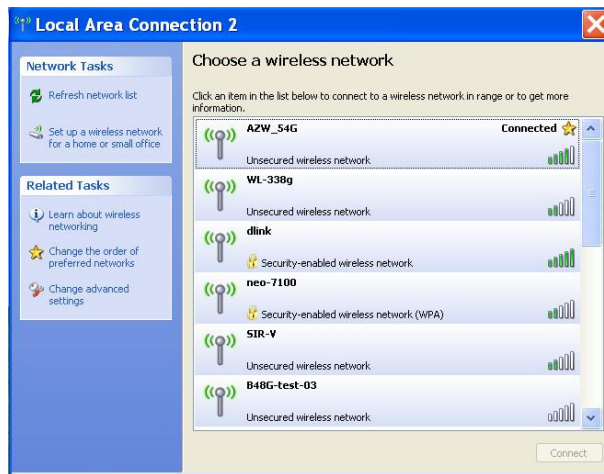 Local Area Connection 2
Network Tasks
Refresh network list
Set up a wireless network
for a home or small office
Related Tasks
Learn about wireless
networking
Change the order of
preferred networks
Change advanced
settings
Choose a wireless network
Click an item in the list below to connect to a wireless network in range or to get more
information.
AZW_54G Connected
Unsecured wireless network
WL-338g
Unsecured wireless network
dlink
Security-enabled wireless network
neo-7100
Security-enabled wireless network (WPA)
SIR-V
Unsecured wireless network
B48G-test-03
Unsecured wireless network
Connect